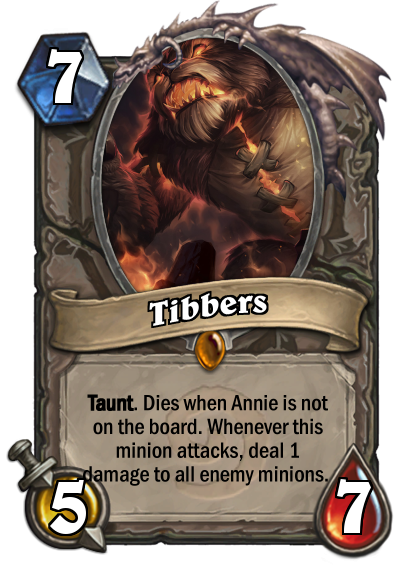 7
Tibbers
Taunt. Dies when Annie is not
on the board. Whenever this
minion attacks, deal 1
damage to all enemy minions.
5
7